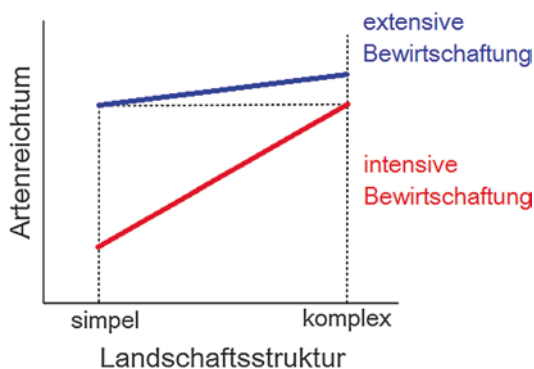 extensive
Bewirtschaftung
Artenreichtum
intensive
Bewirtschaftung
simpel
komplex
Landschaftsstruktur